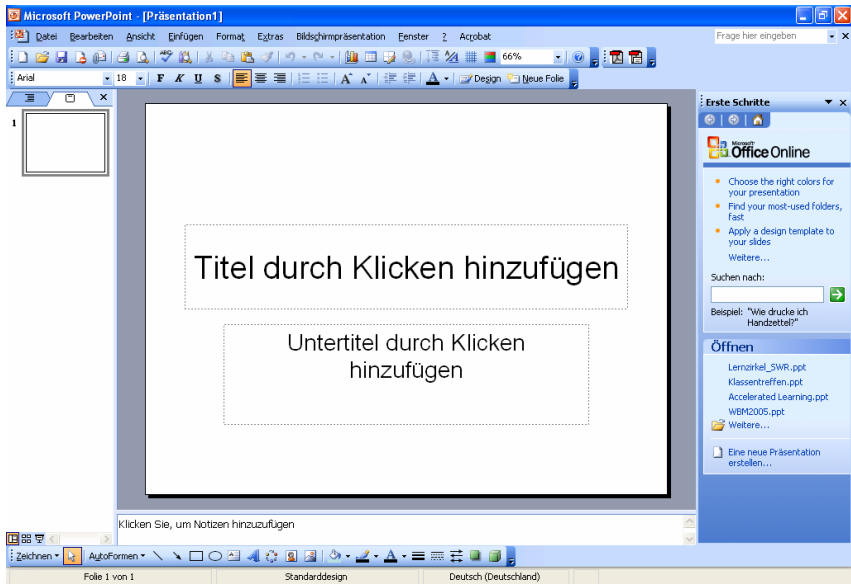 Microsoft PowerPoint - [Präsentation1]
Datei Bearbeiten Ansicht Einfügen Format Extras Bildschirmpräsentation Fenster ? Acrobat
Frage hier eingeben
66%
Arial 18 F K U S Design Neue Folie
1
Titel durch Klicken hinzufügen
Untertitel durch Klicken
hinzufügen
Klicken Sie, um Notizen hinzuzufügen
Erste Schritte
Microsoft
Office Online
Choose the right colors for
your presentation
Find your most-used folders,
fast
Apply a design template to
your slides
Weitere...
Suchen nach:
Beispiel: "Wie drucke ich
Handzettel?"
Öffnen
Lernzirkel_SWR.ppt
Klassentreffen.ppt
Accelerated Learning.ppt
WBM2005.ppt
Weitere...
Eine neue Präsentation
erstellen...
Zeichnen AutoFormen
Folie 1 von 1 Standarddesign Deutsch (Deutschland)